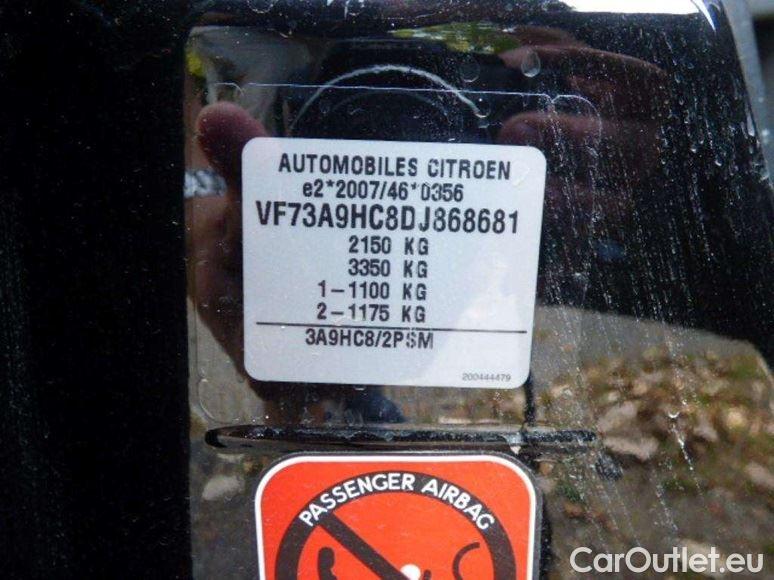 AUTOMOBILES CITROEN
e2*2007/46*0356
VF73A9HC8DJ868681
2150 KG
3350 KG
1-1100 KG
2-1175 KG
3A9HC8/2PSM
200444479
PASSENGER AIRBAG
CarOutlet.eu